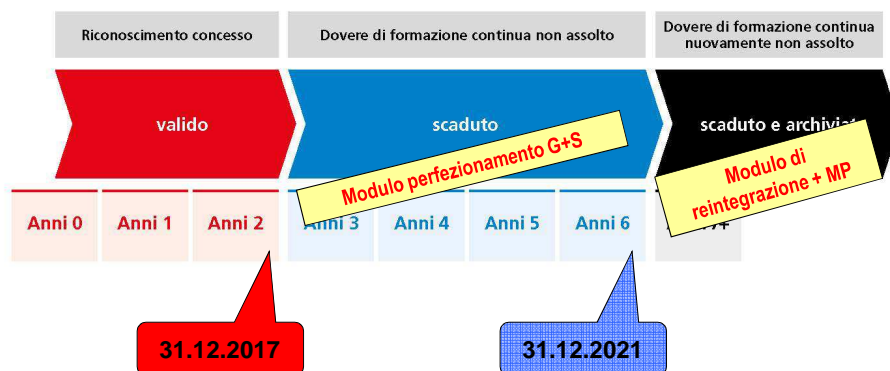 Riconoscimento concesso
Dovere di formazione continua non assolto
Dovere di formazione continua
nuovamente non assolto
valido
scaduto
scaduto e archiviat
Modulo perfezionamento G+S
Modulo di
reintegrazione + MP
Anni 0
Anni 1
Anni 2
Anni 3
Anni 4
Anni 5
Anni 6
31.12.2017
31.12.2021